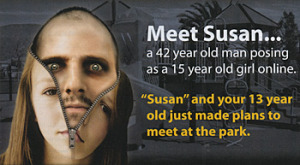 Meet Susan...
a 42 year old man posing
as a 15 year old girl online.
“Susan” and your 13 year
old just made plans to
meet at the park.